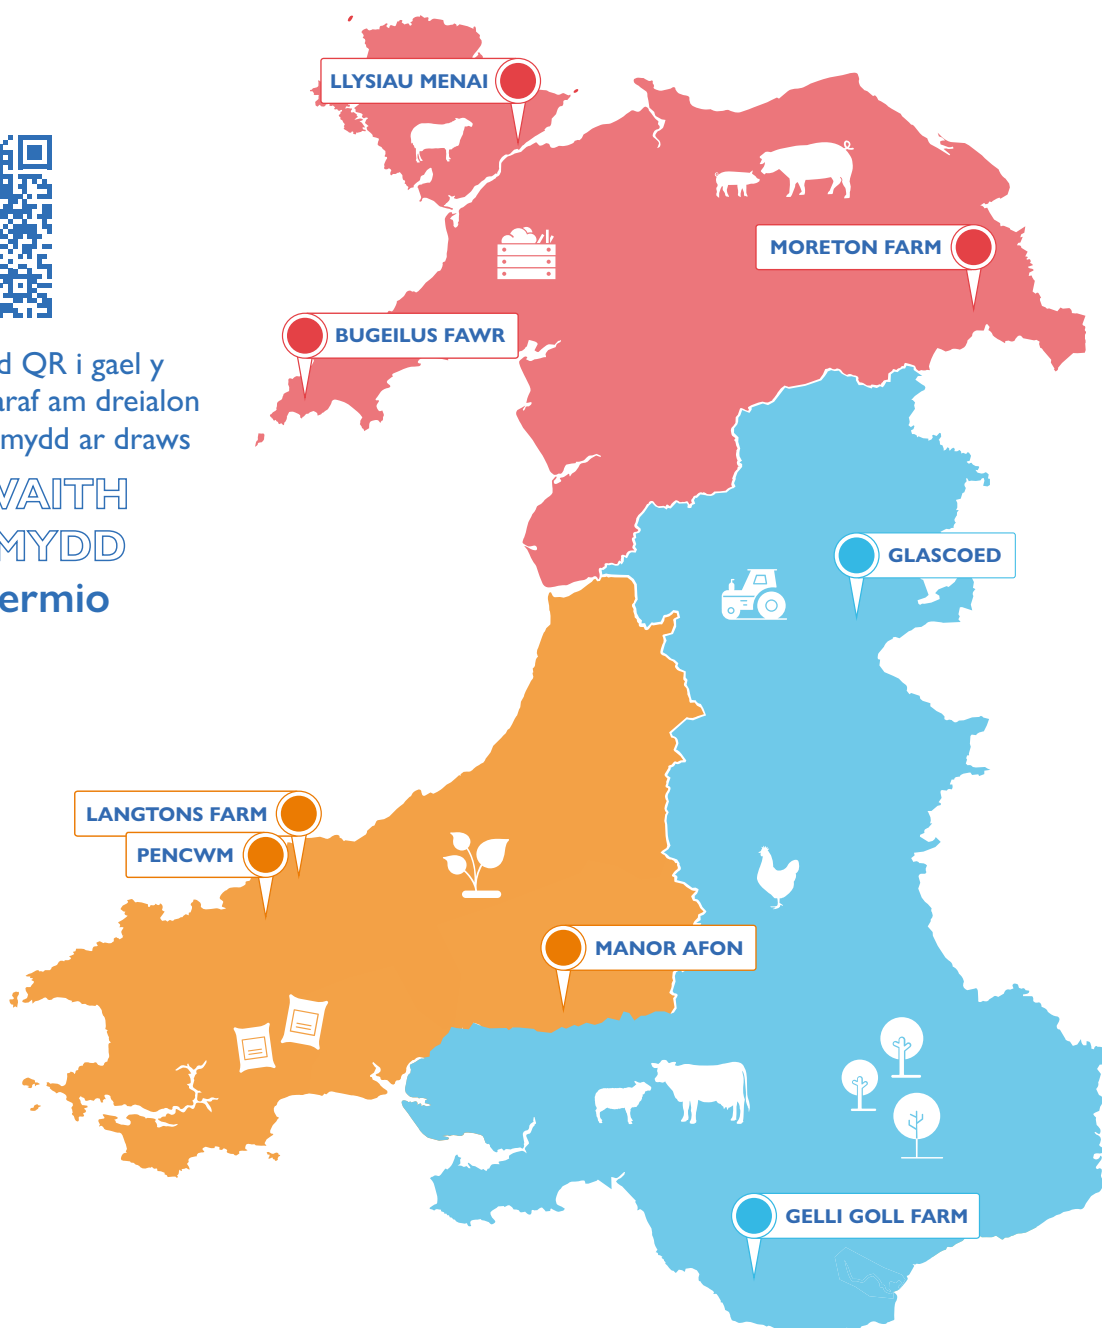 LLYSIAU MENAI
MORETON FARM
BUGEILUS FAWR
d QR i gael y
araf am dreialon
mydd ar draws
WAITH
MYDD
ermio
GLASCOED
LANGTONS FARM
PENCWM
MANOR AFON
GELLI GOLL FARM